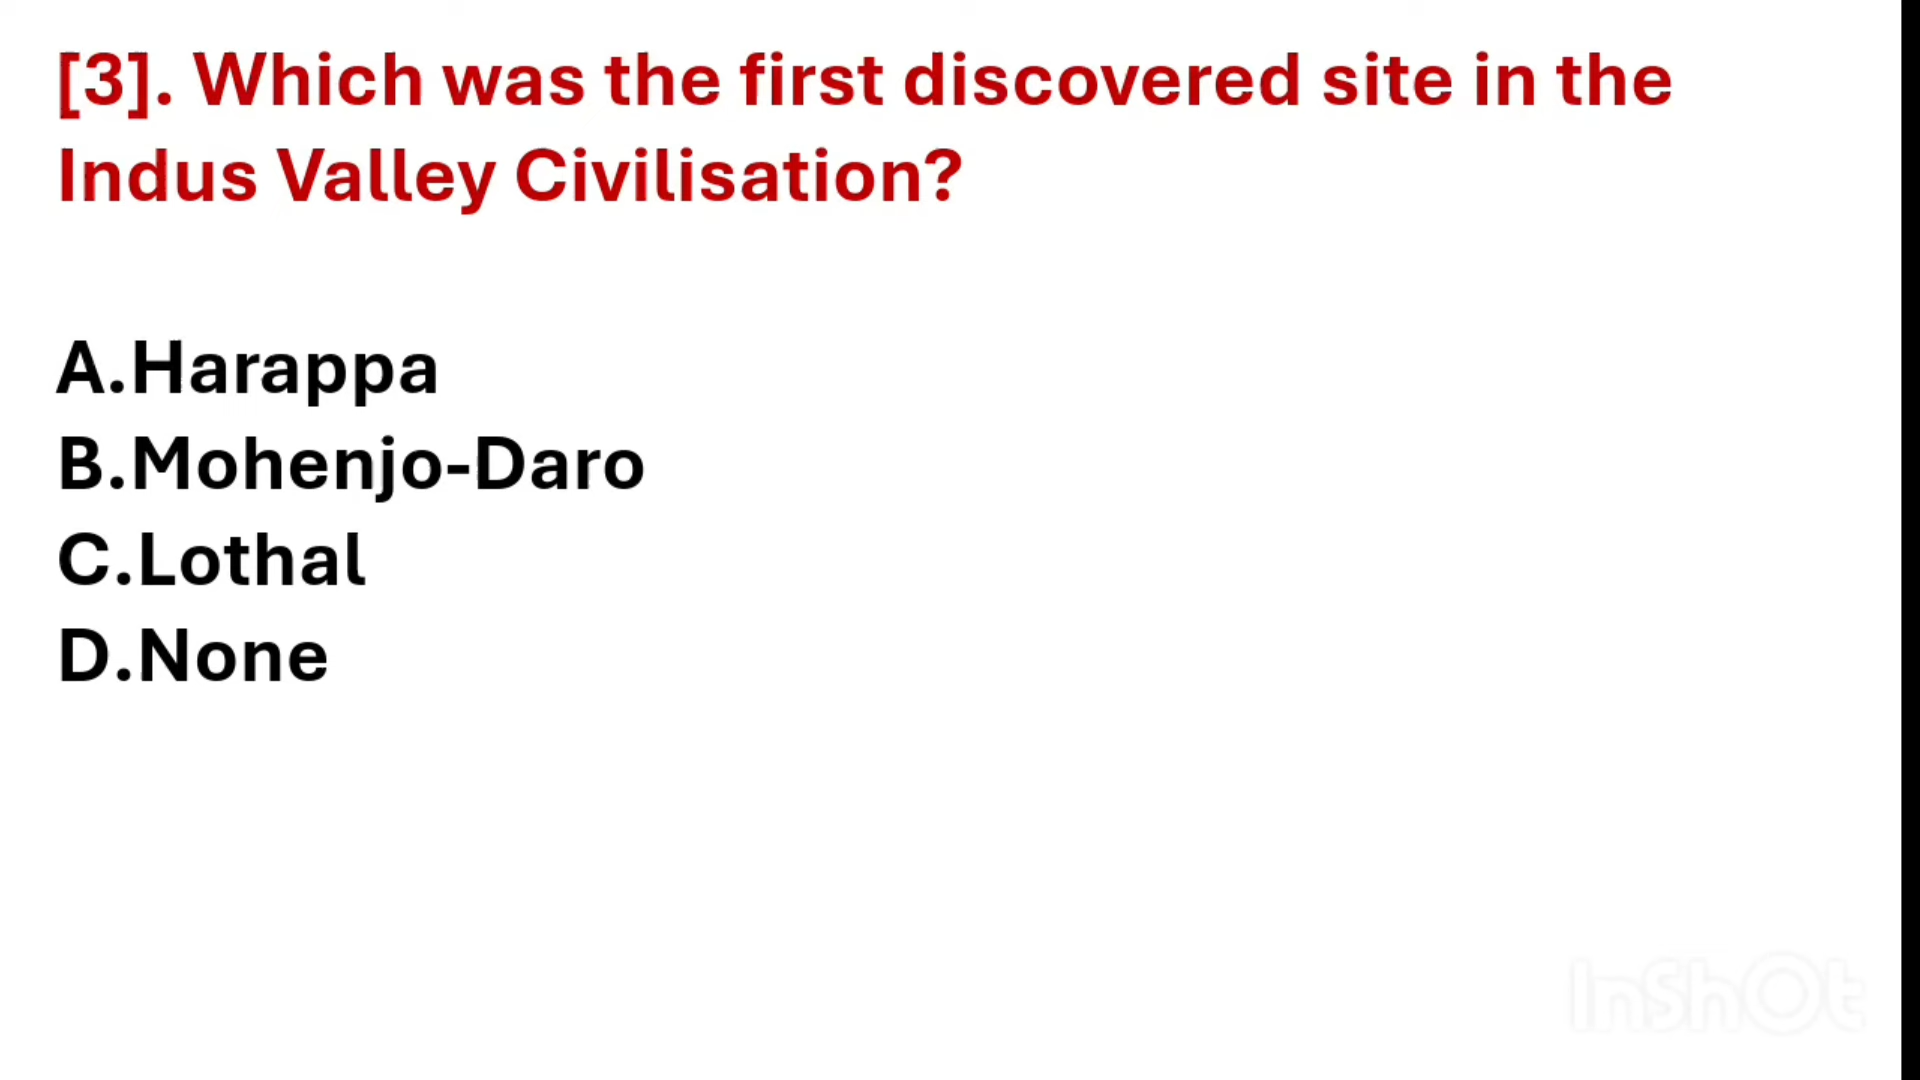 [3]. Which was the first discovered site in the
Indus Valley Civilisation?
A.Harappa
B.Mohenjo-Daro
C.Lothal
D.None
InShOt